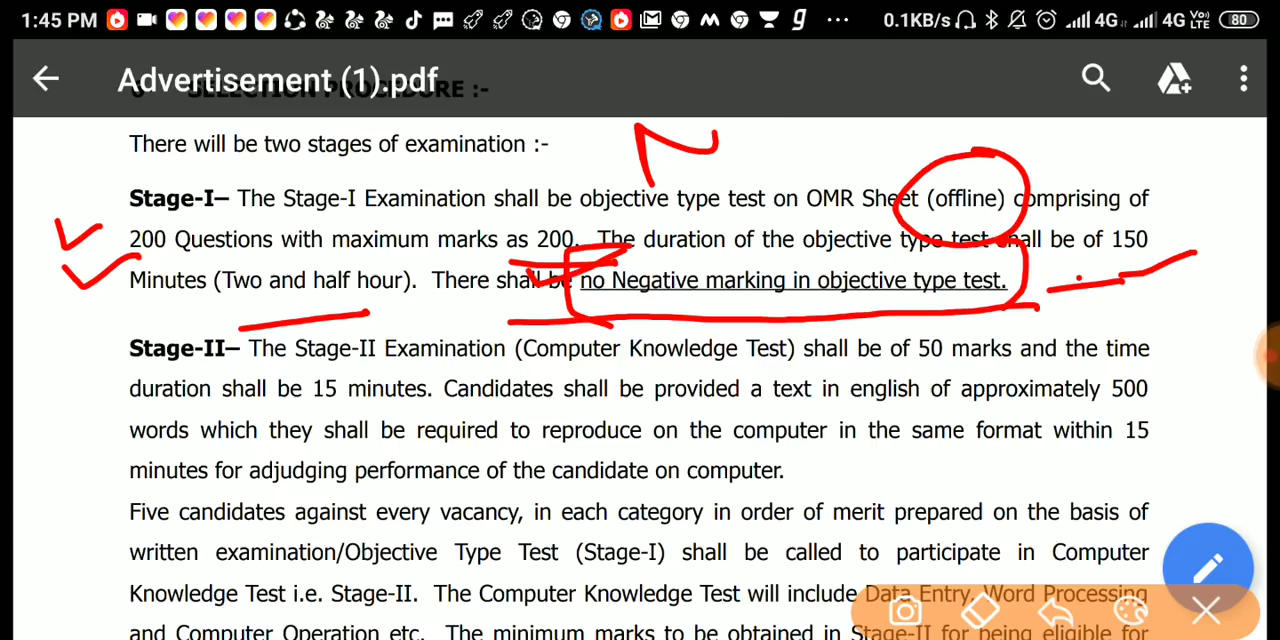 1:45 PM ... 0.1KB/s 4G 4G VoLTE 80
Advertisement (1).pdf
SELECTION PROCEDURE :-
There will be two stages of examination :-
Stage-I– The Stage-I Examination shall be objective type test on OMR Sheet (offline) comprising of
200 Questions with maximum marks as 200. The duration of the objective type test shall be of 150
Minutes (Two and half hour). There shall be no Negative marking in objective type test.
Stage-II– The Stage-II Examination (Computer Knowledge Test) shall be of 50 marks and the time
duration shall be 15 minutes. Candidates shall be provided a text in english of approximately 500
words which they shall be required to reproduce on the computer in the same format within 15
minutes for adjudging performance of the candidate on computer.
Five candidates against every vacancy, in each category in order of merit prepared on the basis of
written examination/Objective Type Test (Stage-I) shall be called to participate in Computer
Knowledge Test i.e. Stage-II. The Computer Knowledge Test will include Data Entry, Word Processing
and Computer Operation etc. The minimum marks to be obtained in Stage-II for being eligible for